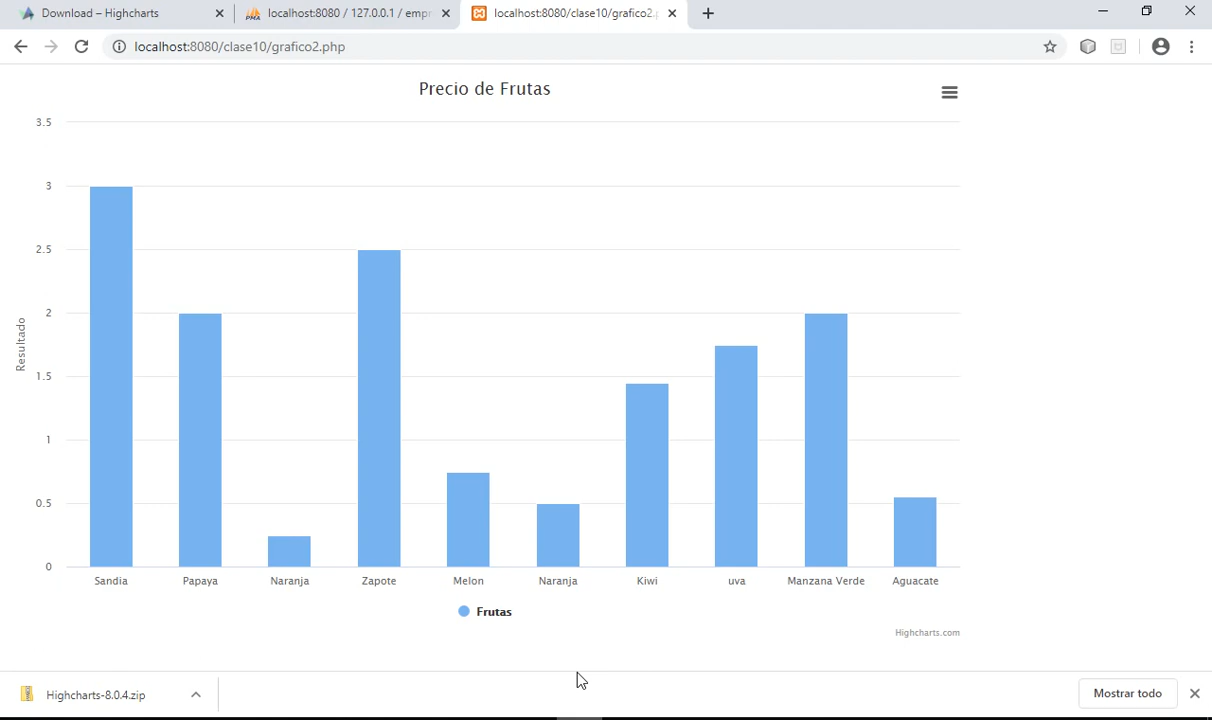 Download – Highcharts
localhost:8080 / 127.0.0.1 / empr
localhost:8080/clase10/grafico2.
localhost:8080/clase10/grafico2.php
Precio de Frutas
3.5
3
2.5
2
1.5
1
0.5
0
Resultado
Sandia Papaya Naranja Zapote Melon Naranja Kiwi uva Manzana Verde Aguacate
Frutas
Highcharts.com
Highcharts-8.0.4.zip
Mostrar todo